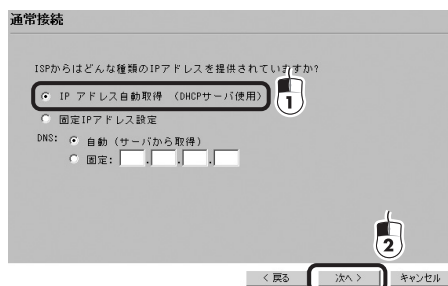 通常接続
ISPからはどんな種類のIPアドレスを提供されていますか?
IP アドレス自動取得 (DHCPサーバ使用)
1
固定IPアドレス設定
DNS: 自動 (サーバから取得)
固定: . . .
2
< 戻る 次へ > キャンセル